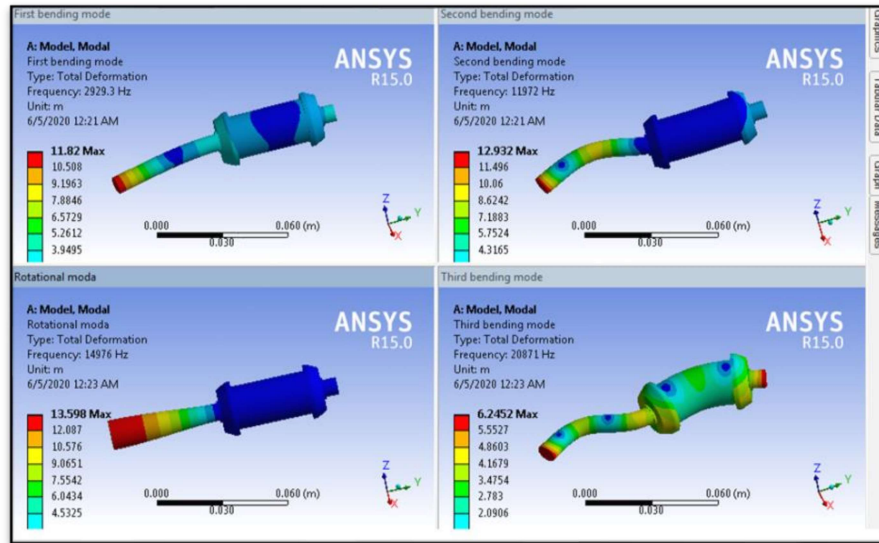 First bending mode
A: Model, Modal
First bending mode
Type: Total Deformation
Frequency: 2929.3 Hz
Unit: m
6/5/2020 12:21 AM
ANSYS
R15.0
11.82 Max
10.508
9.1963
7.8846
6.5729
5.2612
3.9495
0.000
0.060 (m)
0.030
Z
Y
X
Second bending mode
A: Model, Modal
Second bending mode
Type: Total Deformation
Frequency: 11972 Hz
Unit: m
6/5/2020 12:21 AM
ANSYS
R15.0
12.932 Max
11.496
10.06
8.6242
7.1883
5.7524
4.3165
0.000
0.060 (m)
0.030
Z
Y
X
Graphics
Tabular Data
Graph
Messages
Rotational moda
A: Model, Modal
Rotational moda
Type: Total Deformation
Frequency: 14976 Hz
Unit: m
6/5/2020 12:23 AM
ANSYS
R15.0
13.598 Max
12.087
10.576
9.0651
7.5542
6.0434
4.5325
0.000
0.060 (m)
0.030
Z
Y
X
Third bending mode
A: Model, Modal
Third bending mode
Type: Total Deformation
Frequency: 20871 Hz
Unit: m
6/5/2020 12:23 AM
ANSYS
R15.0
6.2452 Max
5.5527
4.8603
4.1679
3.4754
2.783
2.0906
0.000
0.060 (m)
0.030
Z
Y
X